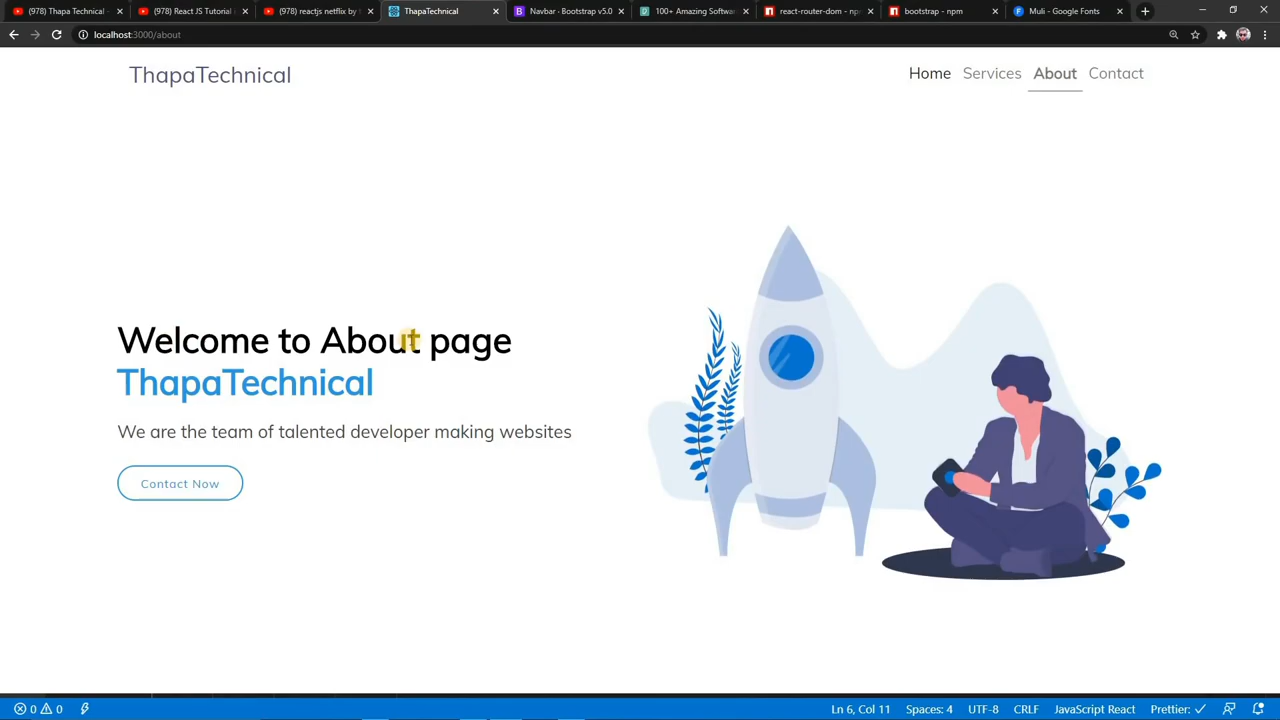 (978) Thapa Technical -
(978) React JS Tutorial
(978) reactjs netflix by t
ThapaTechnical
Navbar · Bootstrap v5.0
100+ Amazing Softwa
react-router-dom - np
bootstrap - npm
Muli - Google Fonts
localhost:3000/about
ThapaTechnical
Home Services About Contact
Welcome to About page
ThapaTechnical
We are the team of talented developer making websites
Contact Now
0 0 Ln 6, Col 11 Spaces: 4 UTF-8 CRLF JavaScript React Prettier: ✓